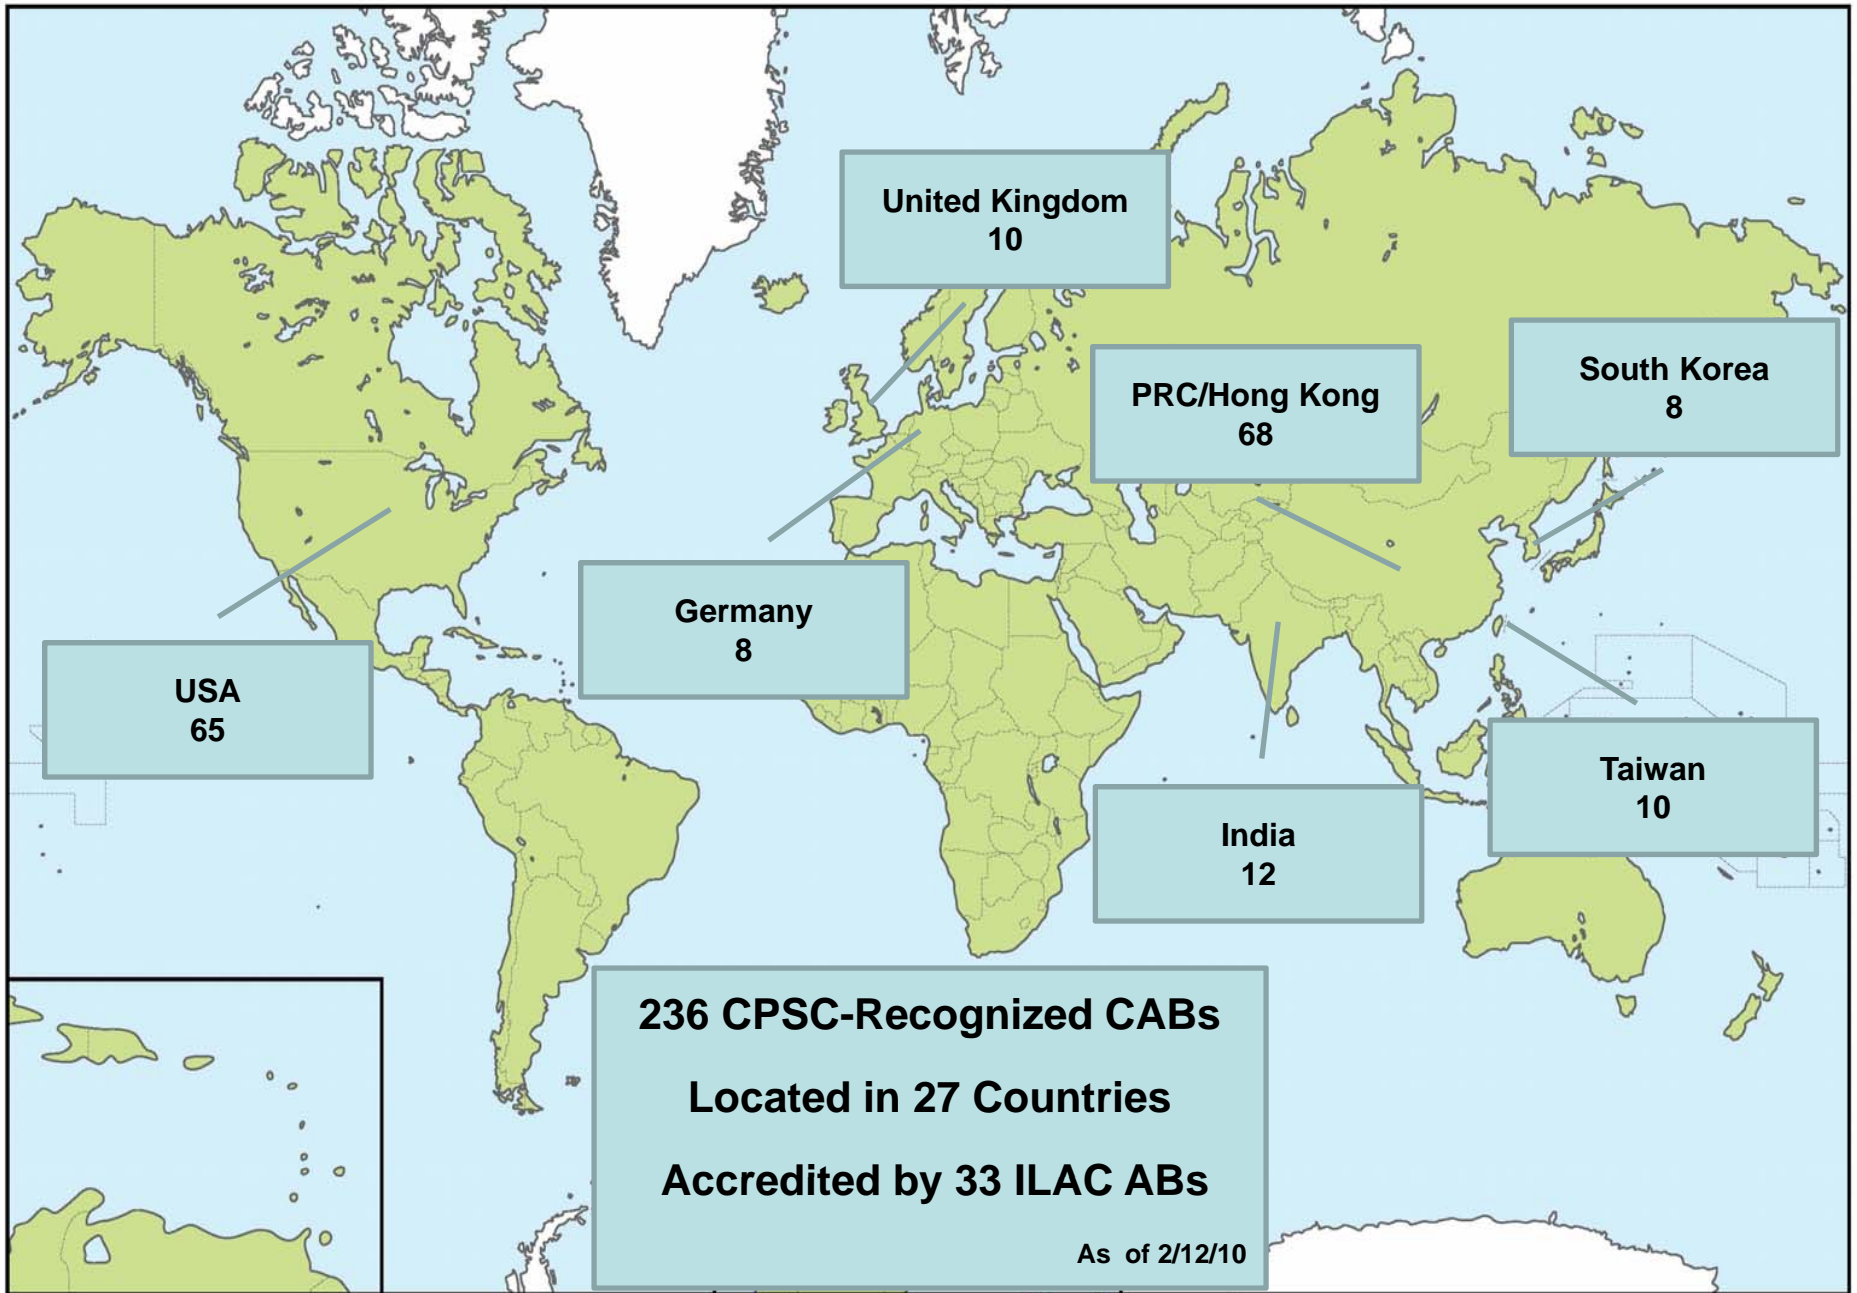 United Kingdom
10
South Korea
8
PRC/Hong Kong
68
Germany
8
USA
65
Taiwan
10
India
12
236 CPSC-Recognized CABs
Located in 27 Countries
Accredited by 33 ILAC ABs
As of 2/12/10